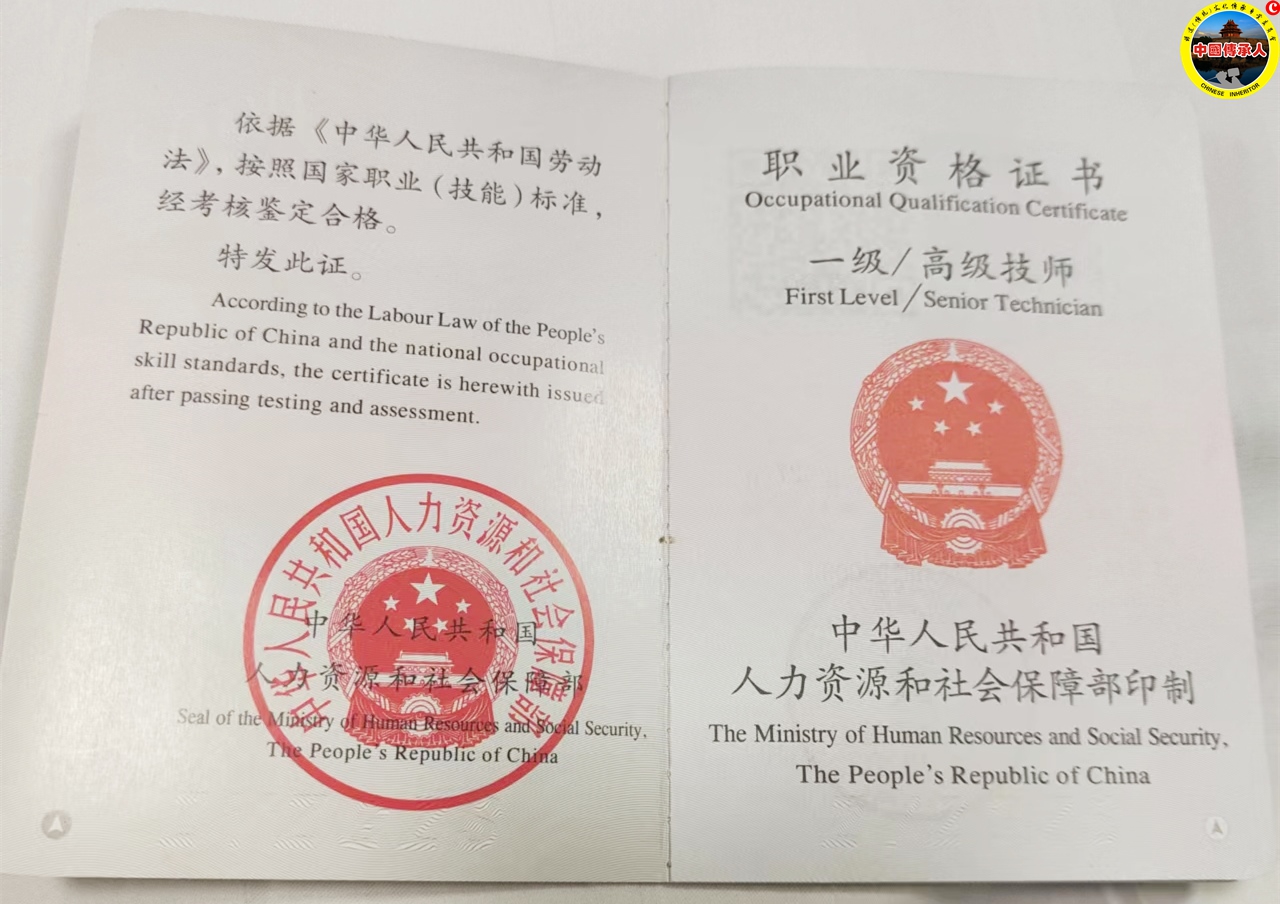 依据《中华人民共和国劳动
法》，按照国家职业（技能）标准，
经考核鉴定合格。
特发此证。
According to the Labour Law of the People's
Republic of China and the national occupational
skill standards, the certificate is herewith issued
after passing testing and assessment.
中华人民共和国人力资源和社会保障部
中华人民共和国
人力资源和社会保障部
Seal of the Ministry of Human Resources and Social Security,
The People's Republic of China
职业资格证书
Occupational Qualification Certificate
一级/高级技师
First Level/Senior Technician
中华人民共和国
人力资源和社会保障部印制
The Ministry of Human Resources and Social Security,
The People's Republic of China
中國傳承人
CHINESE INHERITOR
C